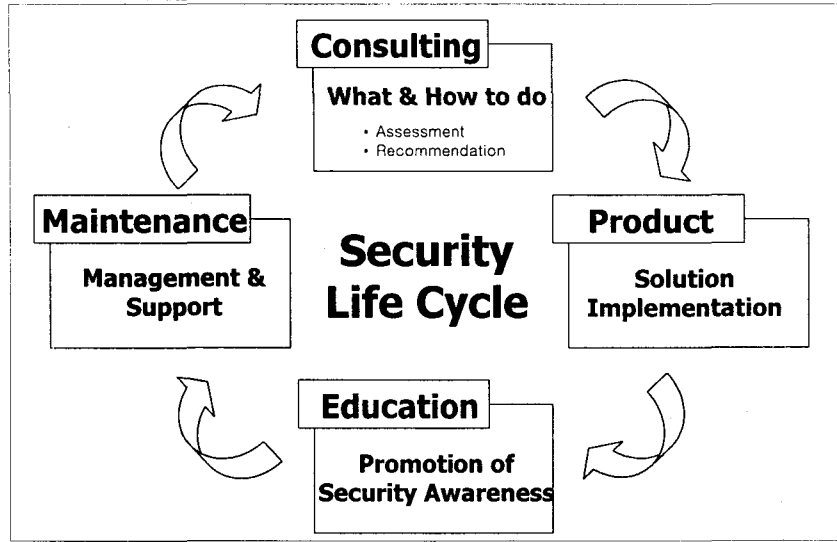 Consulting
What & How to do
• Assessment
• Recommendation
Product
Solution
Implementation
Security
Life Cycle
Maintenance
Management &
Support
Education
Promotion of
Security Awareness